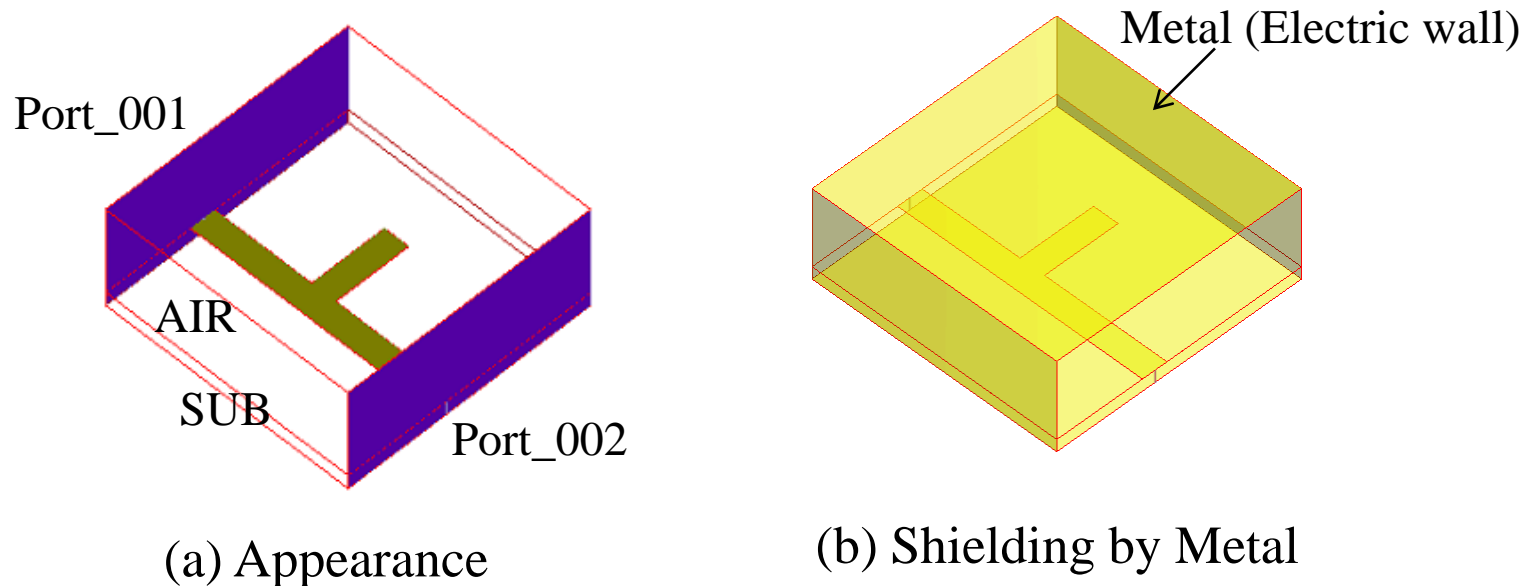 Metal (Electric wall)
Port_001
AIR
SUB
Port_002
(a) Appearance
(b) Shielding by Metal